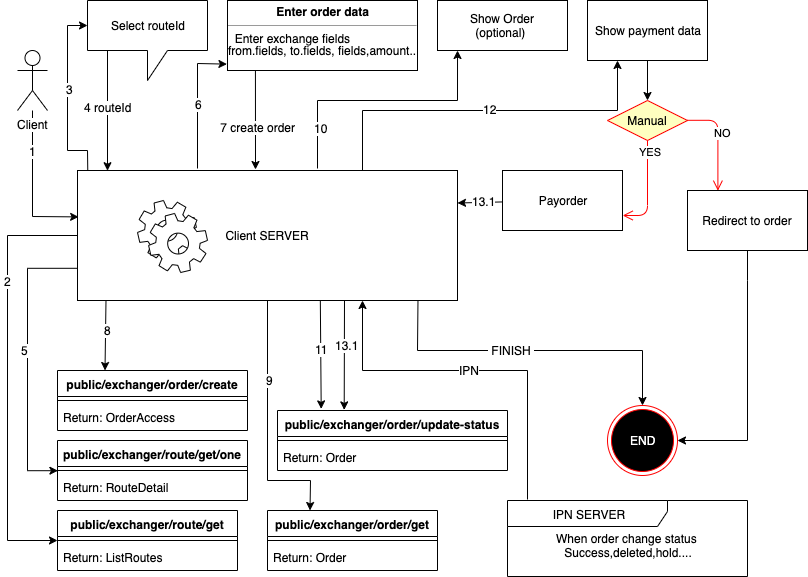 Select routeId
Enter order data
Enter exchange fields
from.fields, to.fields, fields,amount..
Show Order
(optional)
Show payment data
Client
1
3
4 routeId
6
7 create order
10
12
Manual
YES
NO
13.1
Payorder
Redirect to order
Client SERVER
2
5
8
9
11
13.1
FINISH
IPN
public/exchanger/order/create
Return: OrderAccess
public/exchanger/route/get/one
Return: RouteDetail
public/exchanger/route/get
Return: ListRoutes
public/exchanger/order/update-status
Return: Order
public/exchanger/order/get
Return: Order
END
IPN SERVER
When order change status
Success,deleted,hold....